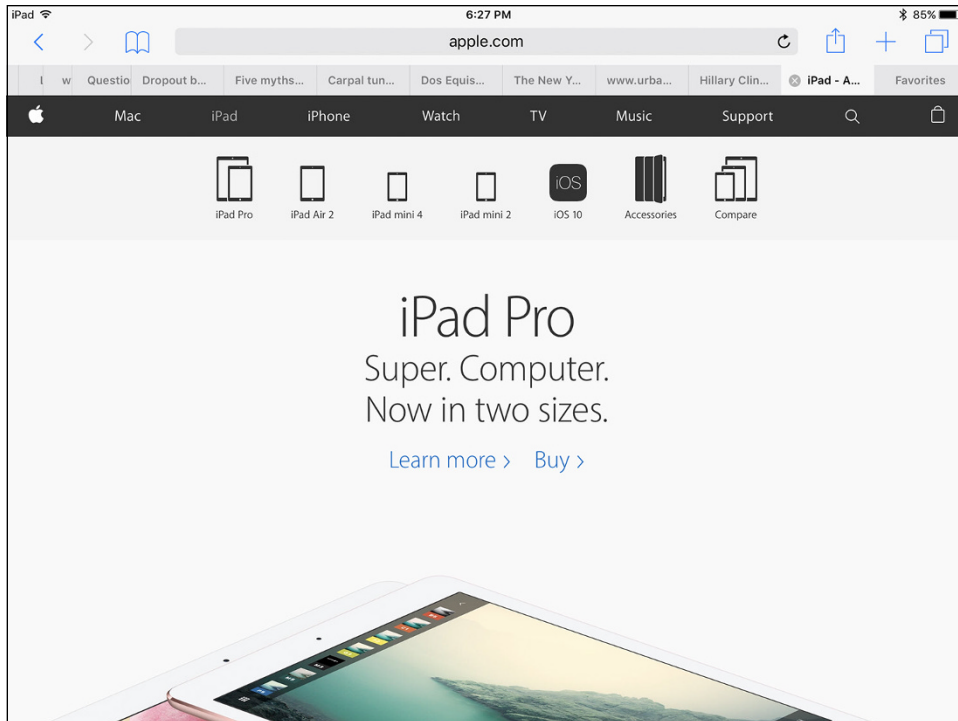 iPad 6:27 PM 85%
apple.com
w Questio Dropout b... Five myths... Carpal tun... Dos Equis... The New Y... www.urba... Hillary Clin... iPad - A... Favorites
Mac iPad iPhone Watch TV Music Support
iOS
iPad Pro iPad Air 2 iPad mini 4 iPad mini 2 iOS 10 Accessories Compare
iPad Pro
Super. Computer.
Now in two sizes.
Learn more > Buy >